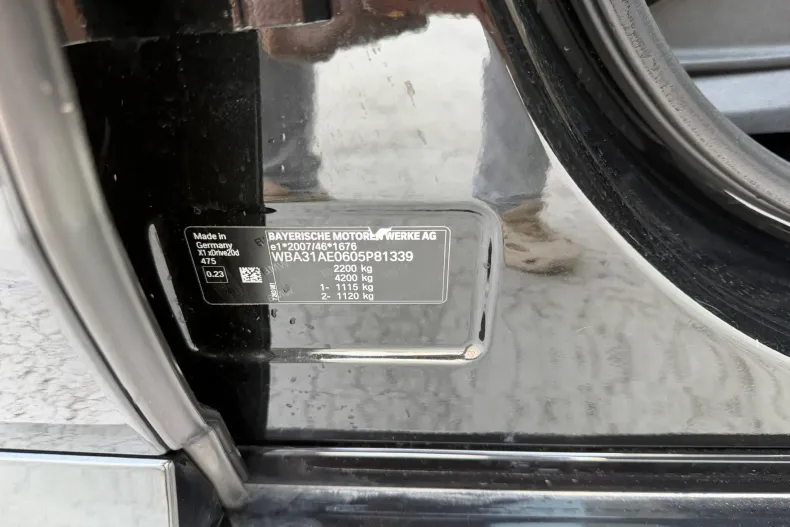 Made in
Germany
X1 xDrive20d
475
0.23
BAYERISCHE MOTOREN WERKE AG
e1*2007/46*1676
WBA31AE0605P81339
2200 kg
4200 kg
1- 1115 kg
2- 1120 kg